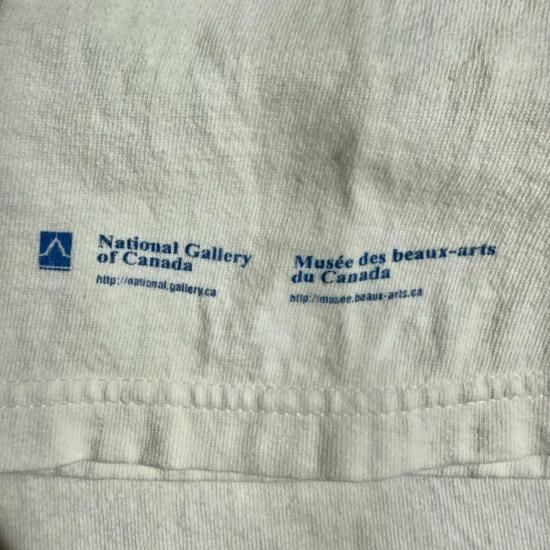 National Gallery
of Canada
http://national.gallery.ca
Musée des beaux-arts
du Canada
http://musee.beaux-arts.ca